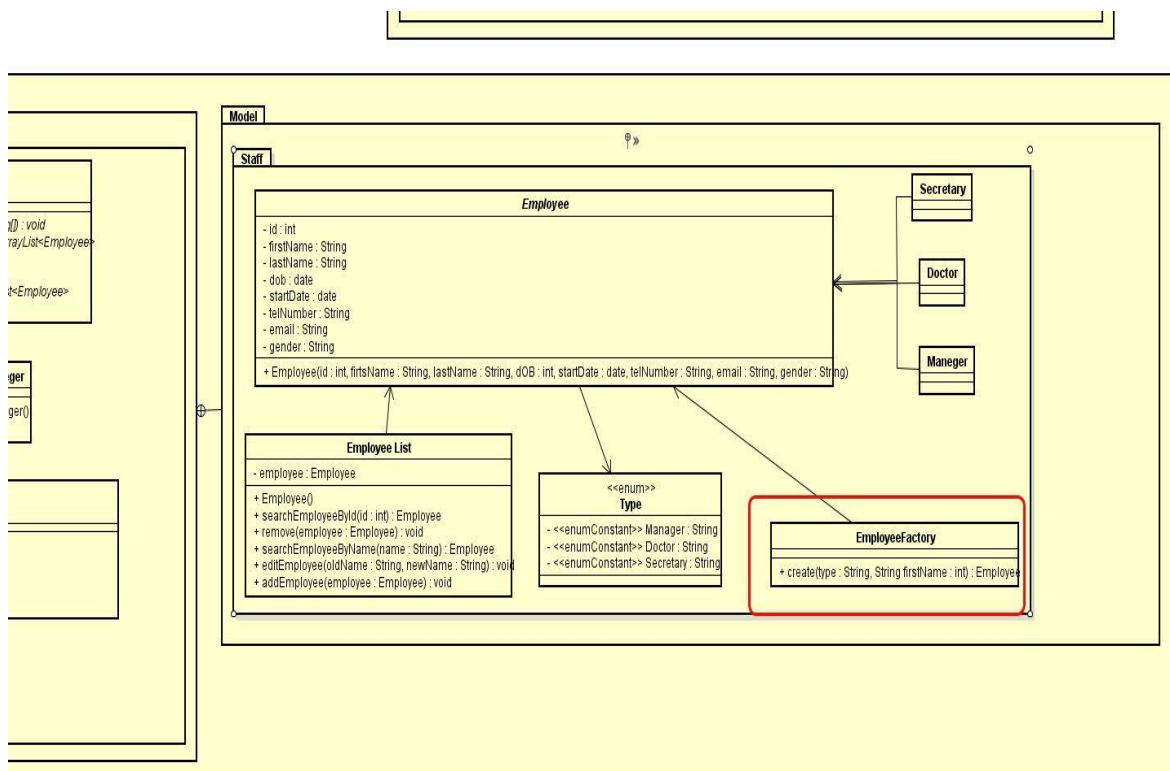 Model
Staff
Employee
- id : int
- firstName : String
- lastName : String
- dob : date
- startDate : date
- telNumber : String
- email : String
- gender : String
+ Employee(id : int, firtsName : String, lastName : String, dOB : int, startDate : date, telNumber : String, email : String, gender : String)
Secretary
Doctor
Maneger
Employee List
- employee : Employee
+ Employee()
+ searchEmployeeById(id : int) : Employee
+ remove(employee : Employee) : void
+ searchEmployeeByName(name : String) : Employee
+ editEmployee(oldName : String, newName : String) : void
+ addEmployee(employee : Employee) : void
<<enum>>
Type
- <<enumConstant>> Manager : String
- <<enumConstant>> Doctor : String
- <<enumConstant>> Secretary : String
EmployeeFactory
+ create(type : String, String firstName : int) : Employee
g[]) : void
rayList<Employee>
st<Employee>
ger
ger()